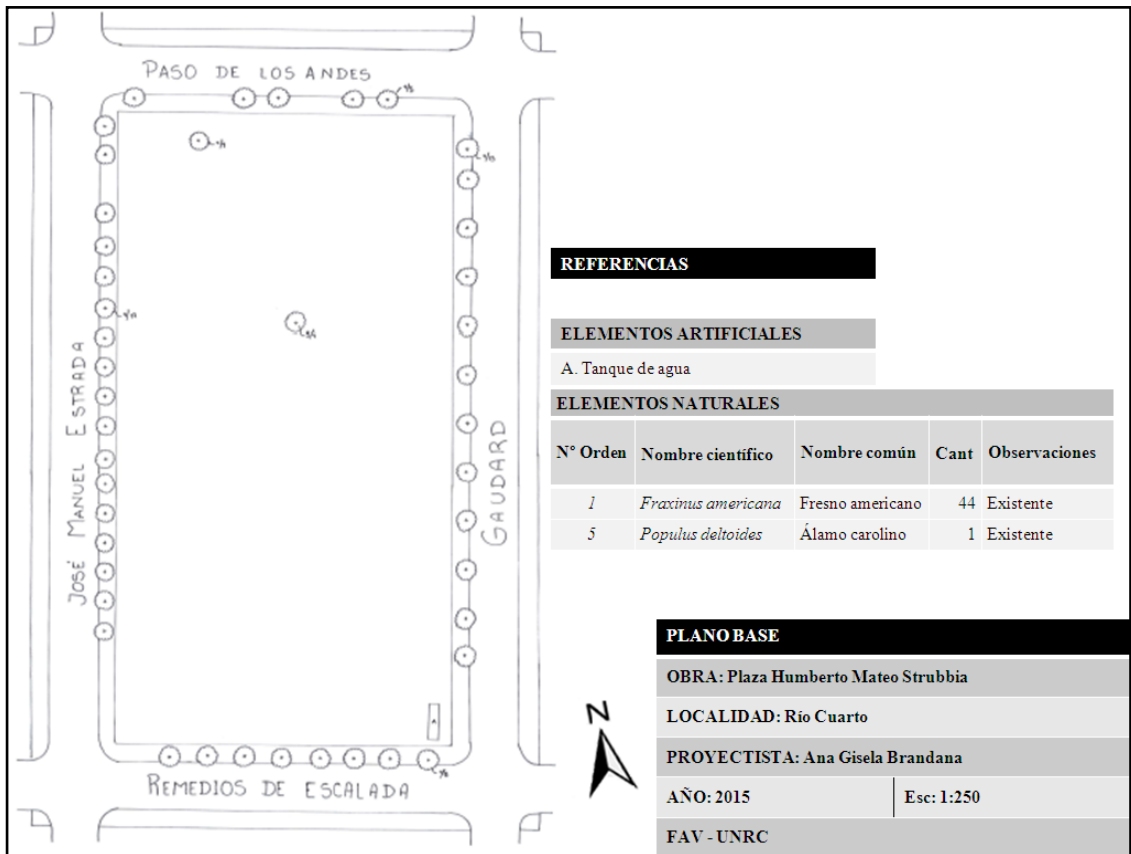 PASO DE LOS ANDES
JOSÉ MANUEL ESTRADA
GAUDARD
A
REMEDIOS DE ESCALADA
REFERENCIAS
ELEMENTOS ARTIFICIALES
A. Tanque de agua
ELEMENTOS NATURALES
N° Orden Nombre científico Nombre común Cant Observaciones
1 Fraxinus americana Fresno americano 44 Existente
5 Populus deltoides Álamo carolino 1 Existente
N
PLANO BASE
OBRA: Plaza Humberto Mateo Strubbia
LOCALIDAD: Río Cuarto
PROYECTISTA: Ana Gisela Brandana
AÑO: 2015 Esc: 1:250
FAV - UNRC